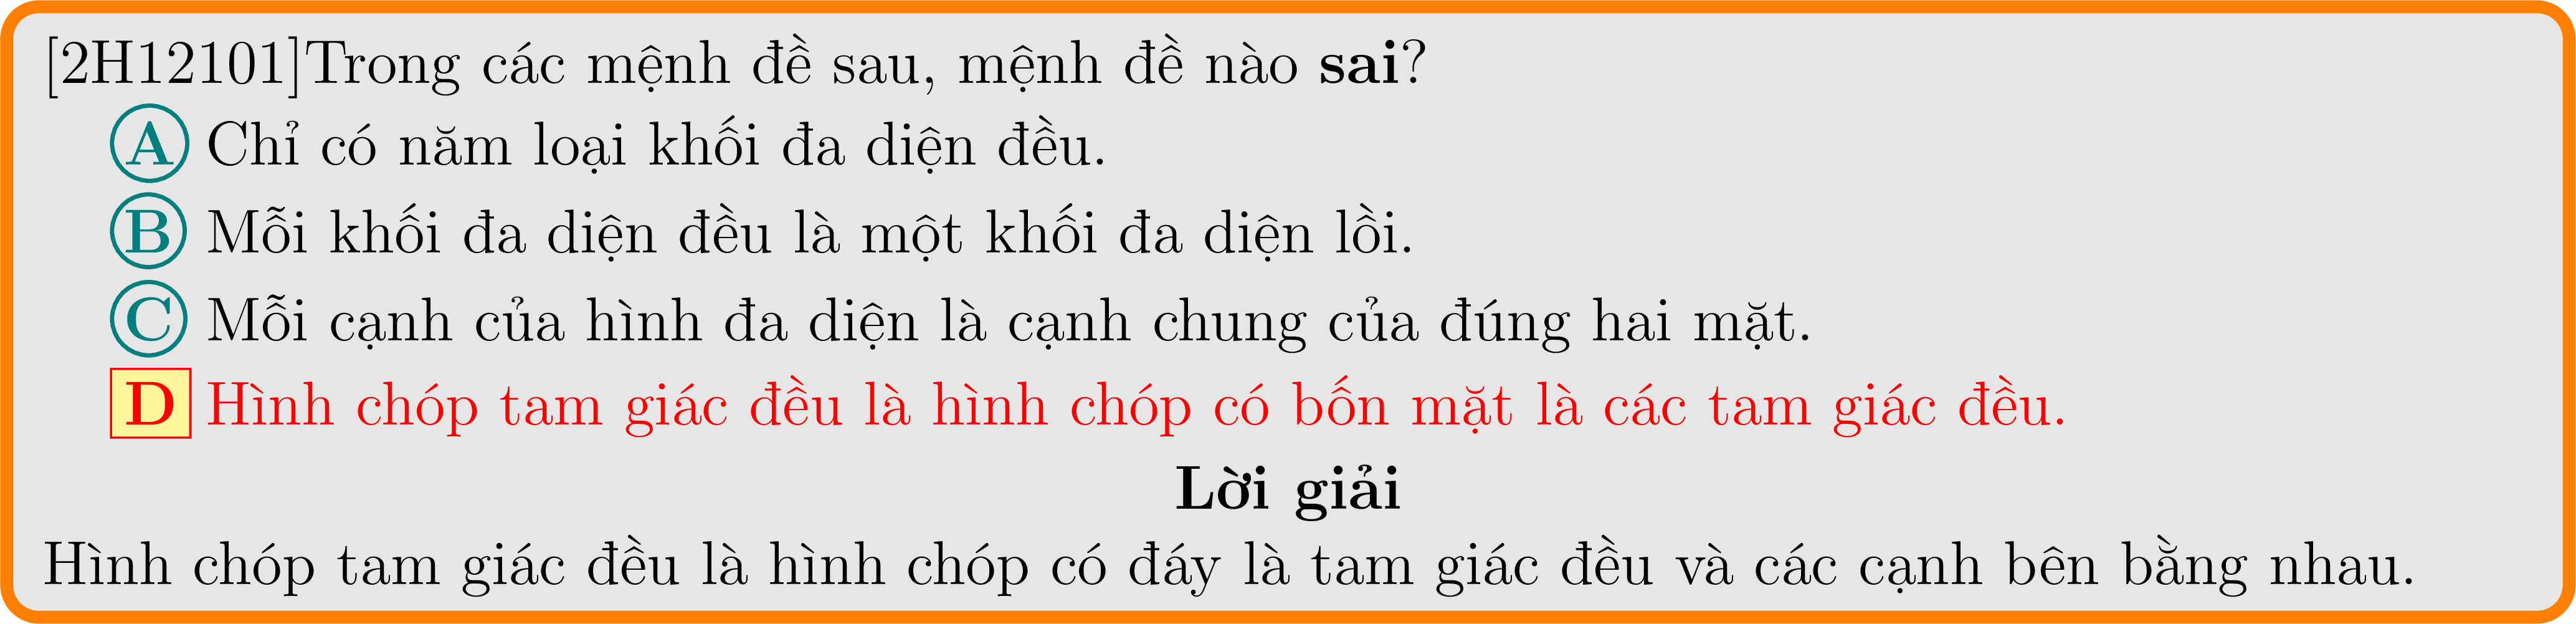 [2H12101]Trong các mệnh đề sau, mệnh đề nào sai?
A Chỉ có năm loại khối đa diện đều.
B Mỗi khối đa diện đều là một khối đa diện lồi.
C Mỗi cạnh của hình đa diện là cạnh chung của đúng hai mặt.
D Hình chóp tam giác đều là hình chóp có bốn mặt là các tam giác đều.
Lời giải
Hình chóp tam giác đều là hình chóp có đáy là tam giác đều và các cạnh bên bằng nhau.